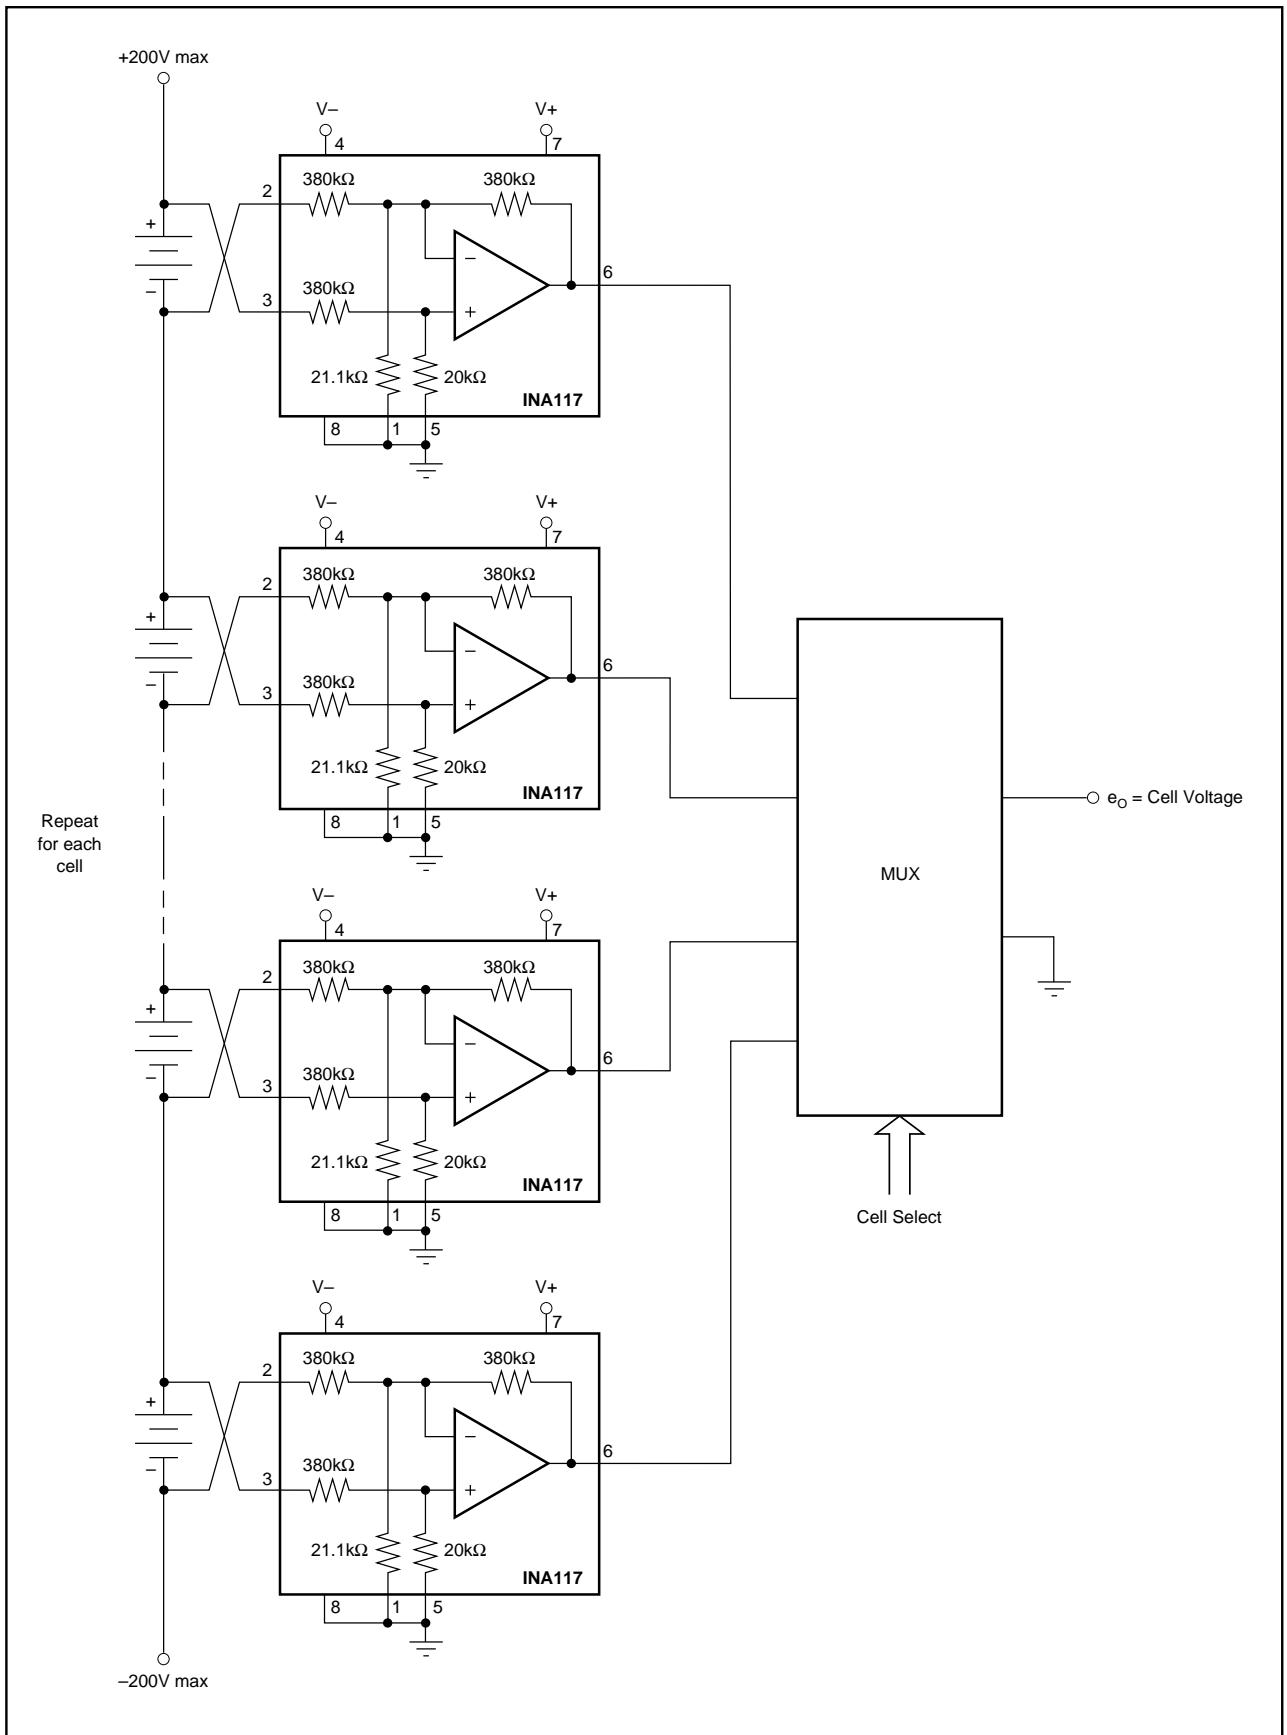 +200V max
V–
V+
4
7
380kΩ
380kΩ
2
+
–
6
–
380kΩ
3
+
21.1kΩ
20kΩ
INA117
8
1
5
V–
V+
4
7
380kΩ
380kΩ
2
+
–
6
–
380kΩ
3
+
21.1kΩ
20kΩ
INA117
8
1
5
Repeat
for each
cell
V–
V+
4
7
380kΩ
380kΩ
2
+
–
6
–
380kΩ
3
+
21.1kΩ
20kΩ
INA117
8
1
5
V–
V+
4
7
380kΩ
380kΩ
2
+
–
6
–
380kΩ
3
+
21.1kΩ
20kΩ
INA117
8
1
5
–200V max
MUX
eO = Cell Voltage
Cell Select